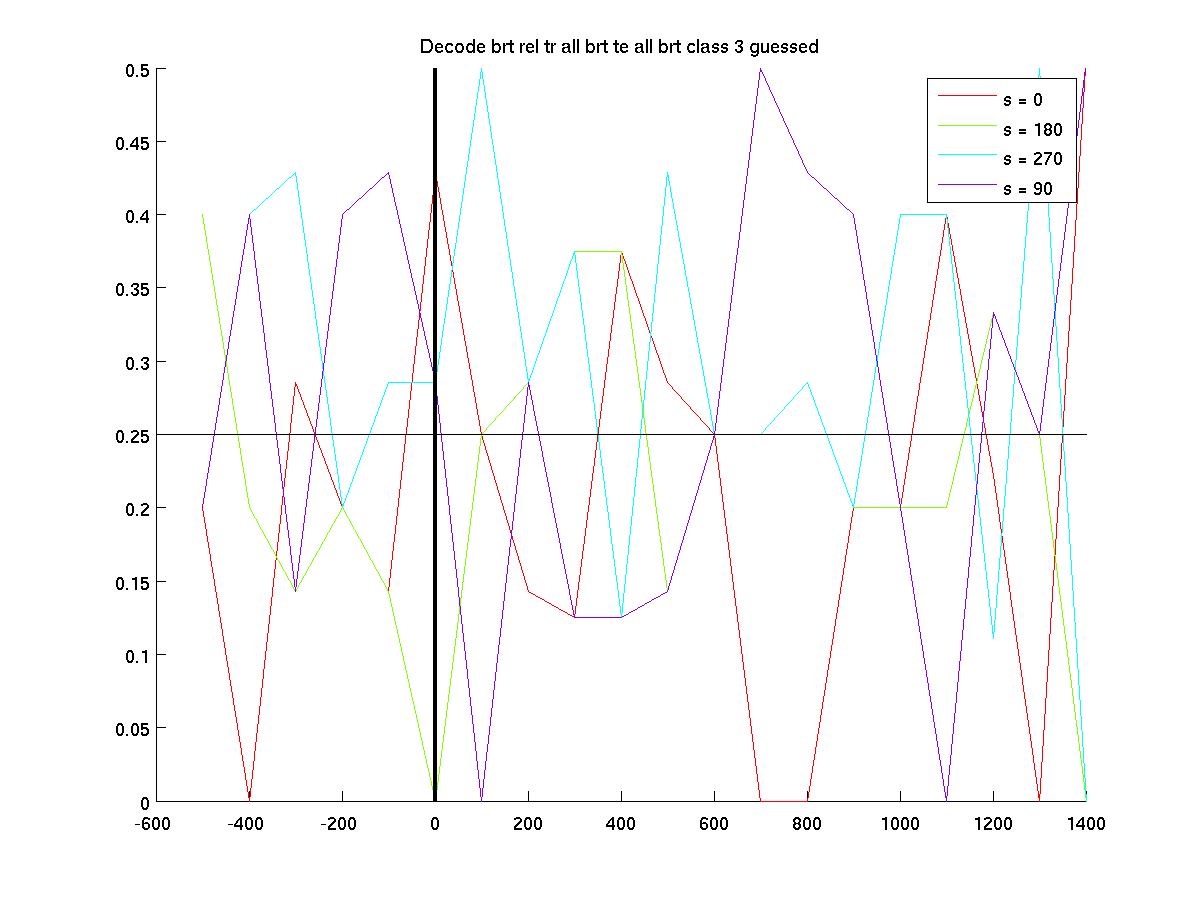 Decode brt rel tr all brt te all brt class 3 guessed
0.5
0.45
0.4
0.35
0.3
0.25
0.2
0.15
0.1
0.05
0
s = 0
s = 180
s = 270
s = 90
-600 -400 -200 0 200 400 600 800 1000 1200 1400